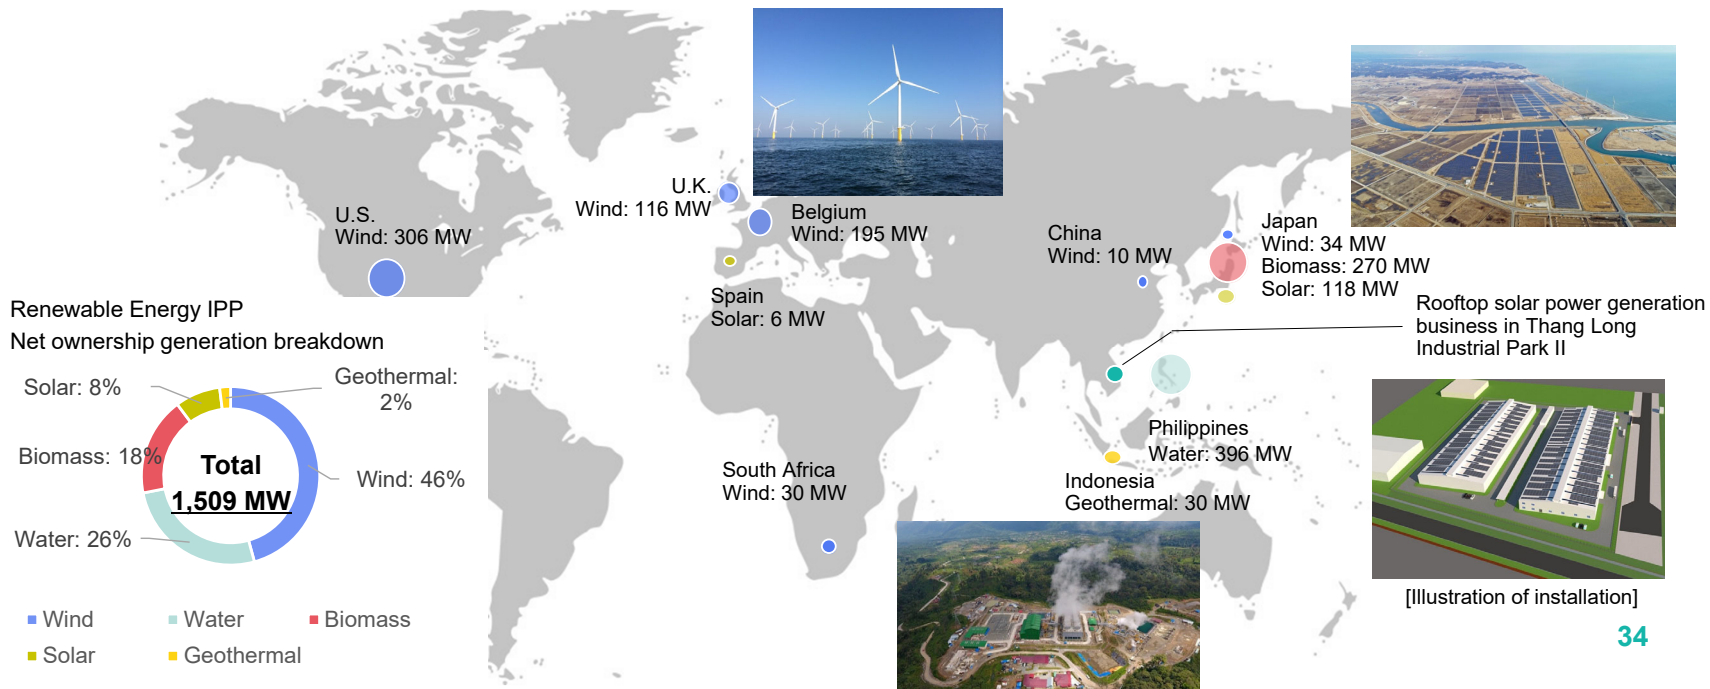 U.S.
Wind: 306 MW
U.K.
Wind: 116 MW
Belgium
Wind: 195 MW
Spain
Solar: 6 MW
China
Wind: 10 MW
Japan
Wind: 34 MW
Biomass: 270 MW
Solar: 118 MW
Rooftop solar power generation
business in Thang Long
Industrial Park II
Philippines
Water: 396 MW
Indonesia
Geothermal: 30 MW
South Africa
Wind: 30 MW
Renewable Energy IPP
Net ownership generation breakdown
Solar: 8%
Geothermal:
2%
Biomass: 18%
Total
1,509 MW
Wind: 46%
Water: 26%
Wind
Water
Biomass
Solar
Geothermal
[Illustration of installation]
34